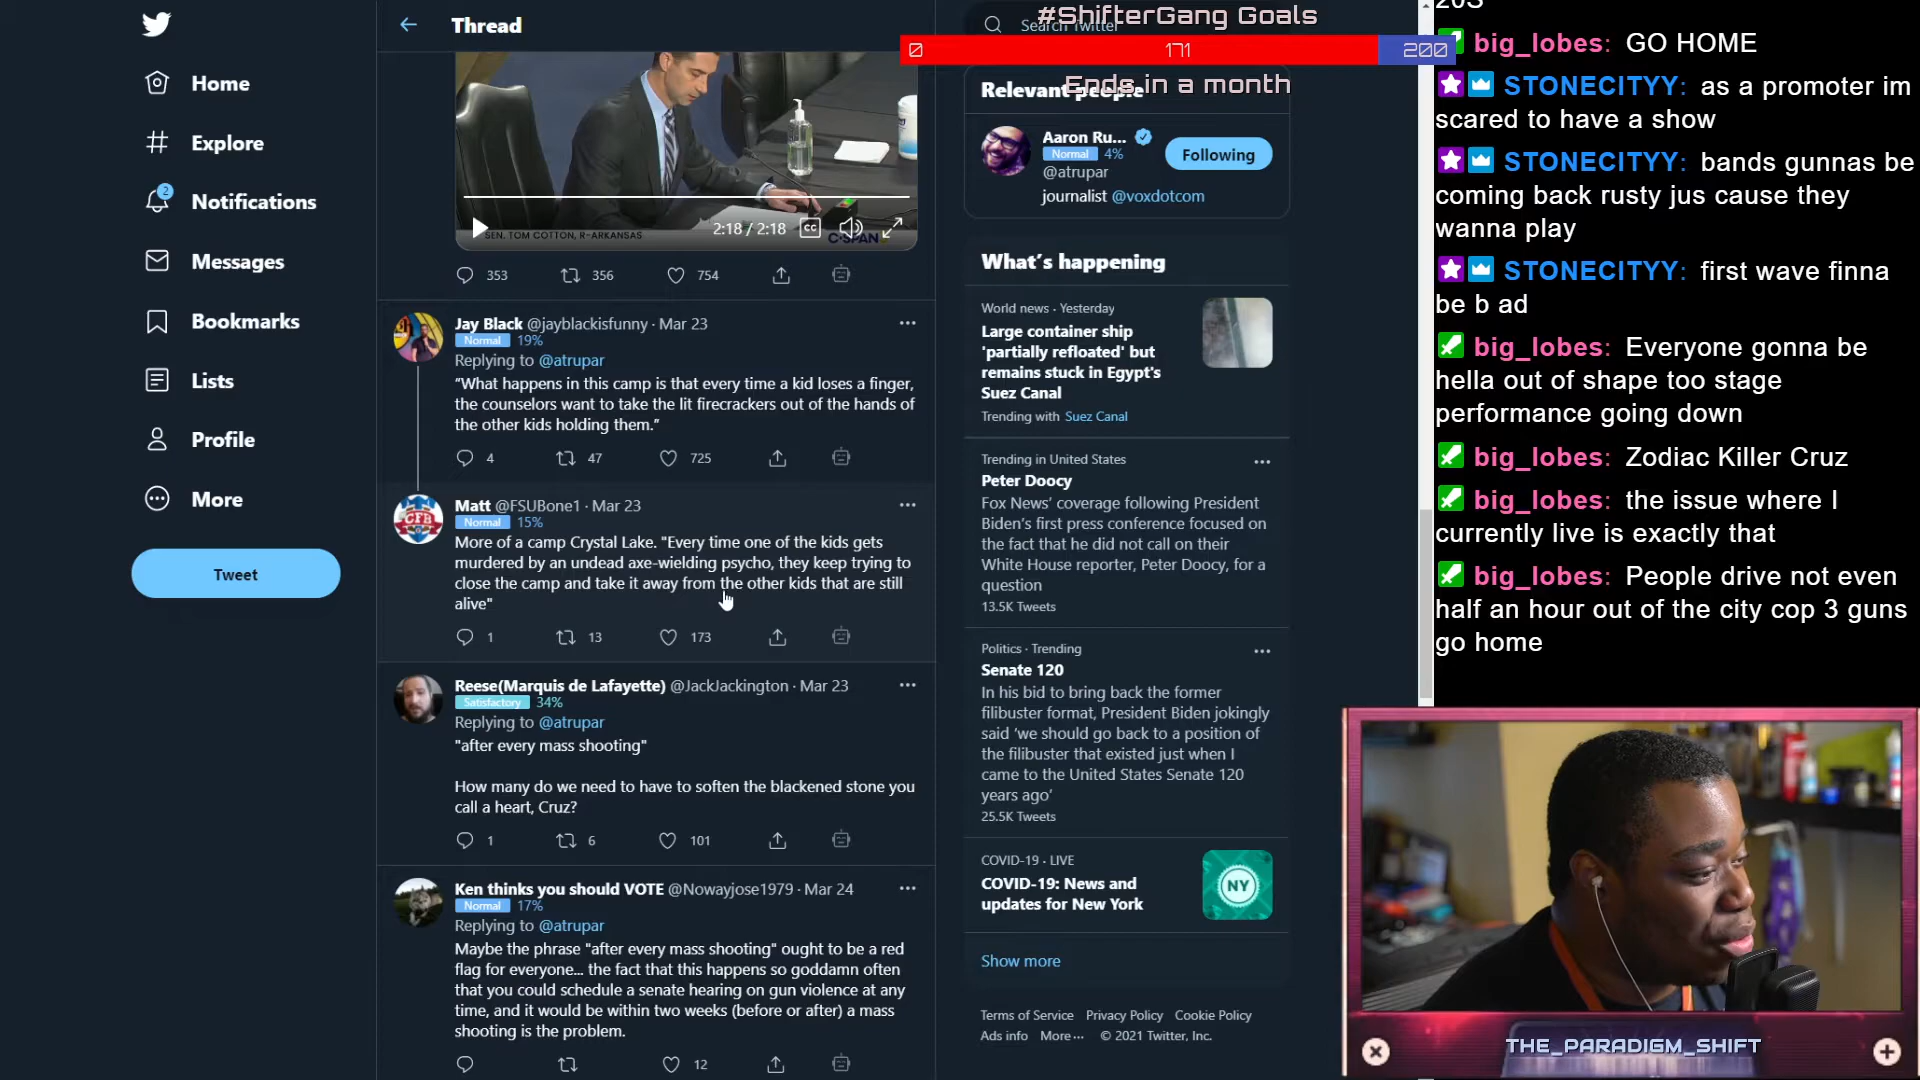 Home
Explore
2
Notifications
Messages
Bookmarks
Lists
Profile
More
Tweet
Thread
SEN. TOM COTTON, R-ARKANSAS
2:18 / 2:18
CC
353
356
754
Jay Black @jayblackisfunny · Mar 23
Normal 19%
Replying to @atrupar
“What happens in this camp is that every time a kid loses a finger,
the counselors want to take the lit firecrackers out of the hands of
the other kids holding them.”
4
47
725
CFB
Matt @FSUBone1 · Mar 23
Normal 15%
More of a camp Crystal Lake. "Every time one of the kids gets
murdered by an undead axe-wielding psycho, they keep trying to
close the camp and take it away from the other kids that are still
alive"
1
13
173
Reese(Marquis de Lafayette) @JackJackington · Mar 23
Satisfactory 34%
Replying to @atrupar
"after every mass shooting"
How many do we need to have to soften the blackened stone you
call a heart, Cruz?
1
6
101
Ken thinks you should VOTE @Nowayjose1979 · Mar 24
Normal 17%
Replying to @atrupar
Maybe the phrase "after every mass shooting" ought to be a red
flag for everyone... the fact that this happens so goddamn often
that you could schedule a senate hearing on gun violence at any
time, and it would be within two weeks (before or after) a mass
shooting is the problem.
12
#ShifterGang Goals
Search Twitter
0
171
200
Ends in a month
Relevant people
Aaron Ru...
Normal 4%
@atrupar
Following
journalist @voxdotcom
What’s happening
World news · Yesterday
Large container ship
'partially refloated' but
remains stuck in Egypt's
Suez Canal
Trending with Suez Canal
Trending in United States
Peter Doocy
Fox News’ coverage following President
Biden’s first press conference focused on
the fact that he did not call on their
White House reporter, Peter Doocy, for a
question
13.5K Tweets
Politics · Trending
Senate 120
In his bid to bring back the former
filibuster format, President Biden jokingly
said ‘we should go back to a position of
the filibuster that existed just when I
came to the United States Senate 120
years ago’
25.5K Tweets
COVID-19 · LIVE
COVID-19: News and
updates for New York
NY
Show more
Terms of Service Privacy Policy Cookie Policy
Ads info More © 2021 Twitter, Inc.
big_lobes: GO HOME
STONECITYY: as a promoter im
scared to have a show
STONECITYY: bands gunnas be
coming back rusty jus cause they
wanna play
STONECITYY: first wave finna
be b ad
big_lobes: Everyone gonna be
hella out of shape too stage
performance going down
big_lobes: Zodiac Killer Cruz
big_lobes: the issue where I
currently live is exactly that
big_lobes: People drive not even
half an hour out of the city cop 3 guns
go home
THE_PARADIGM_SHIFT